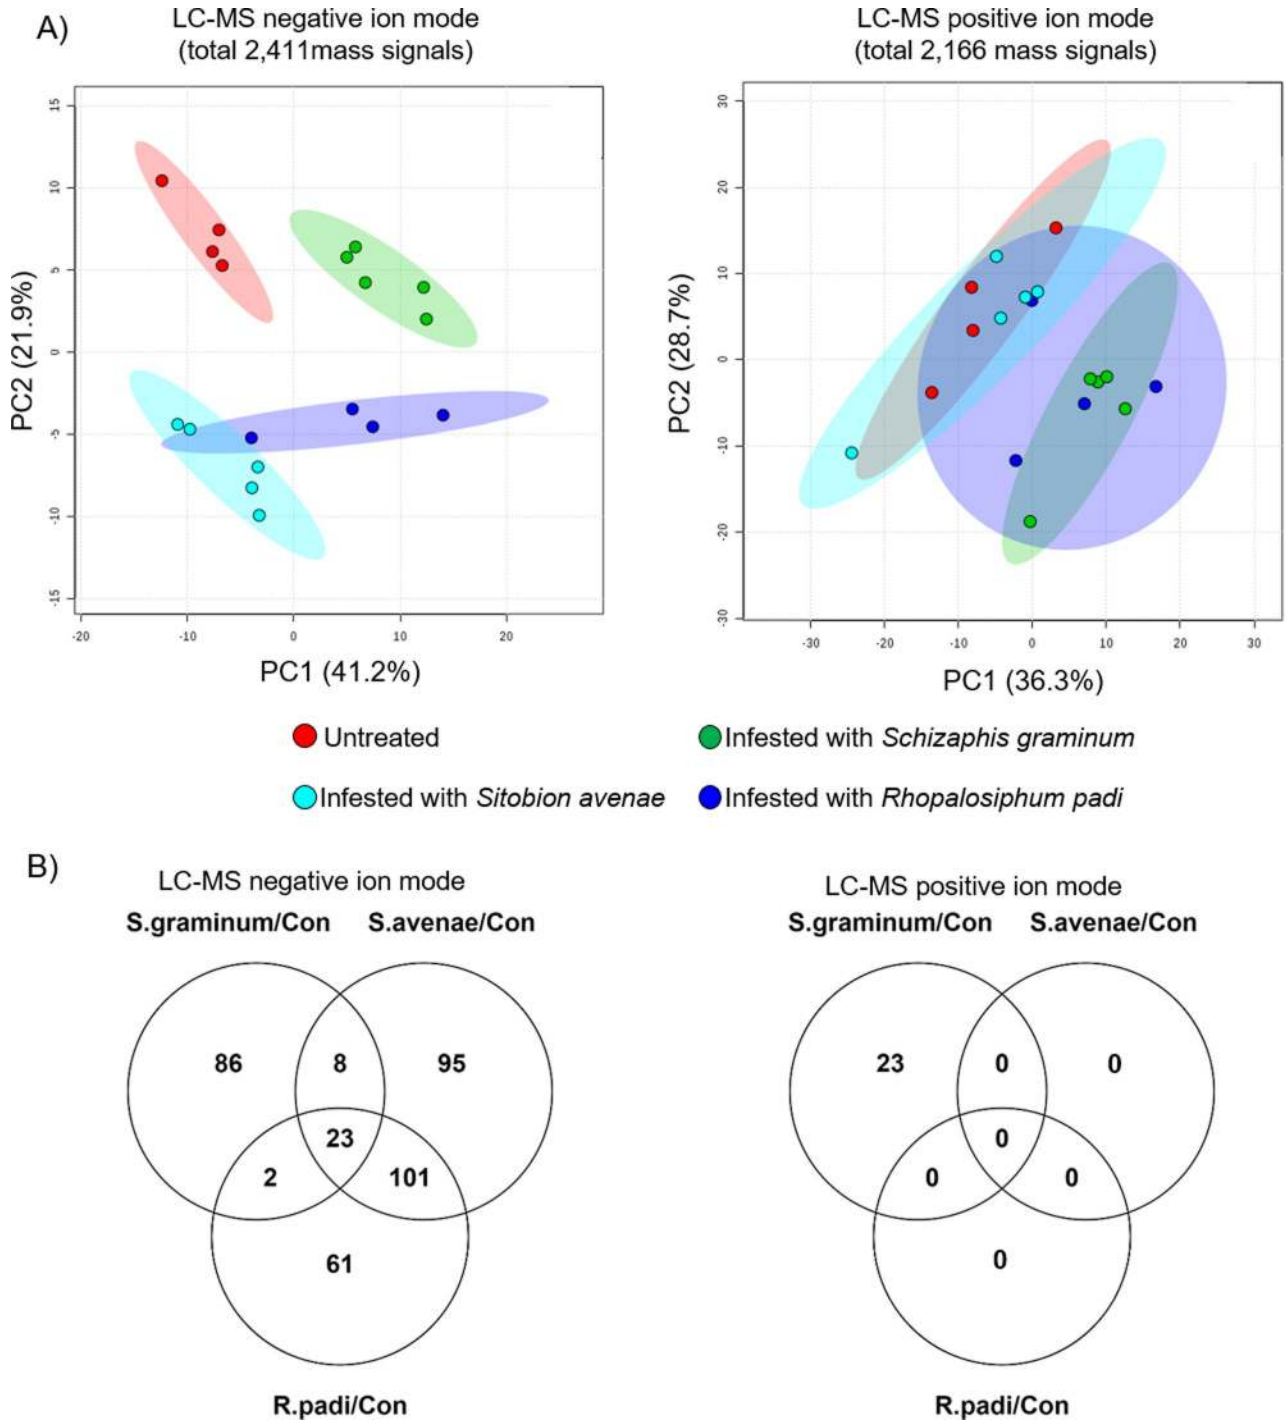 A)
LC-MS negative ion mode
(total 2,411mass signals)
LC-MS positive ion mode
(total 2,166 mass signals)
PC2 (21.9%)
15
10
5
0
-5
-10
-15
-20
-10
0
10
20
PC1 (41.2%)
PC2 (28.7%)
30
20
10
0
-10
-20
-30
-30
-20
-10
0
10
20
30
PC1 (36.3%)
Untreated
Infested with Schizaphis graminum
Infested with Sitobion avenae
Infested with Rhopalosiphum padi
B)
LC-MS negative ion mode
S.graminum/Con S.avenae/Con
86 8 95
23
2 101
61
R.padi/Con
LC-MS positive ion mode
S.graminum/Con S.avenae/Con
23 0 0
0
0 0
0
R.padi/Con